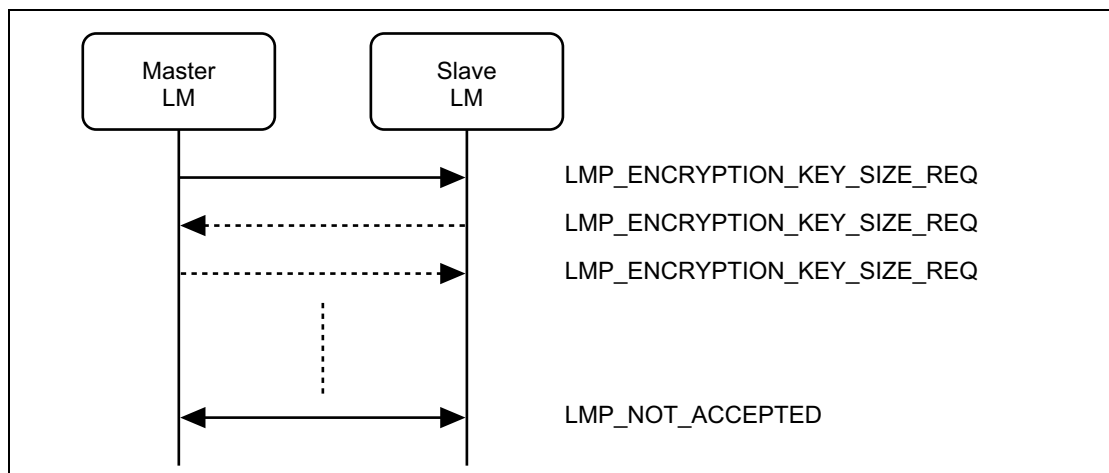 Master
LM
Slave
LM
LMP_ENCRYPTION_KEY_SIZE_REQ
LMP_ENCRYPTION_KEY_SIZE_REQ
LMP_ENCRYPTION_KEY_SIZE_REQ
LMP_NOT_ACCEPTED